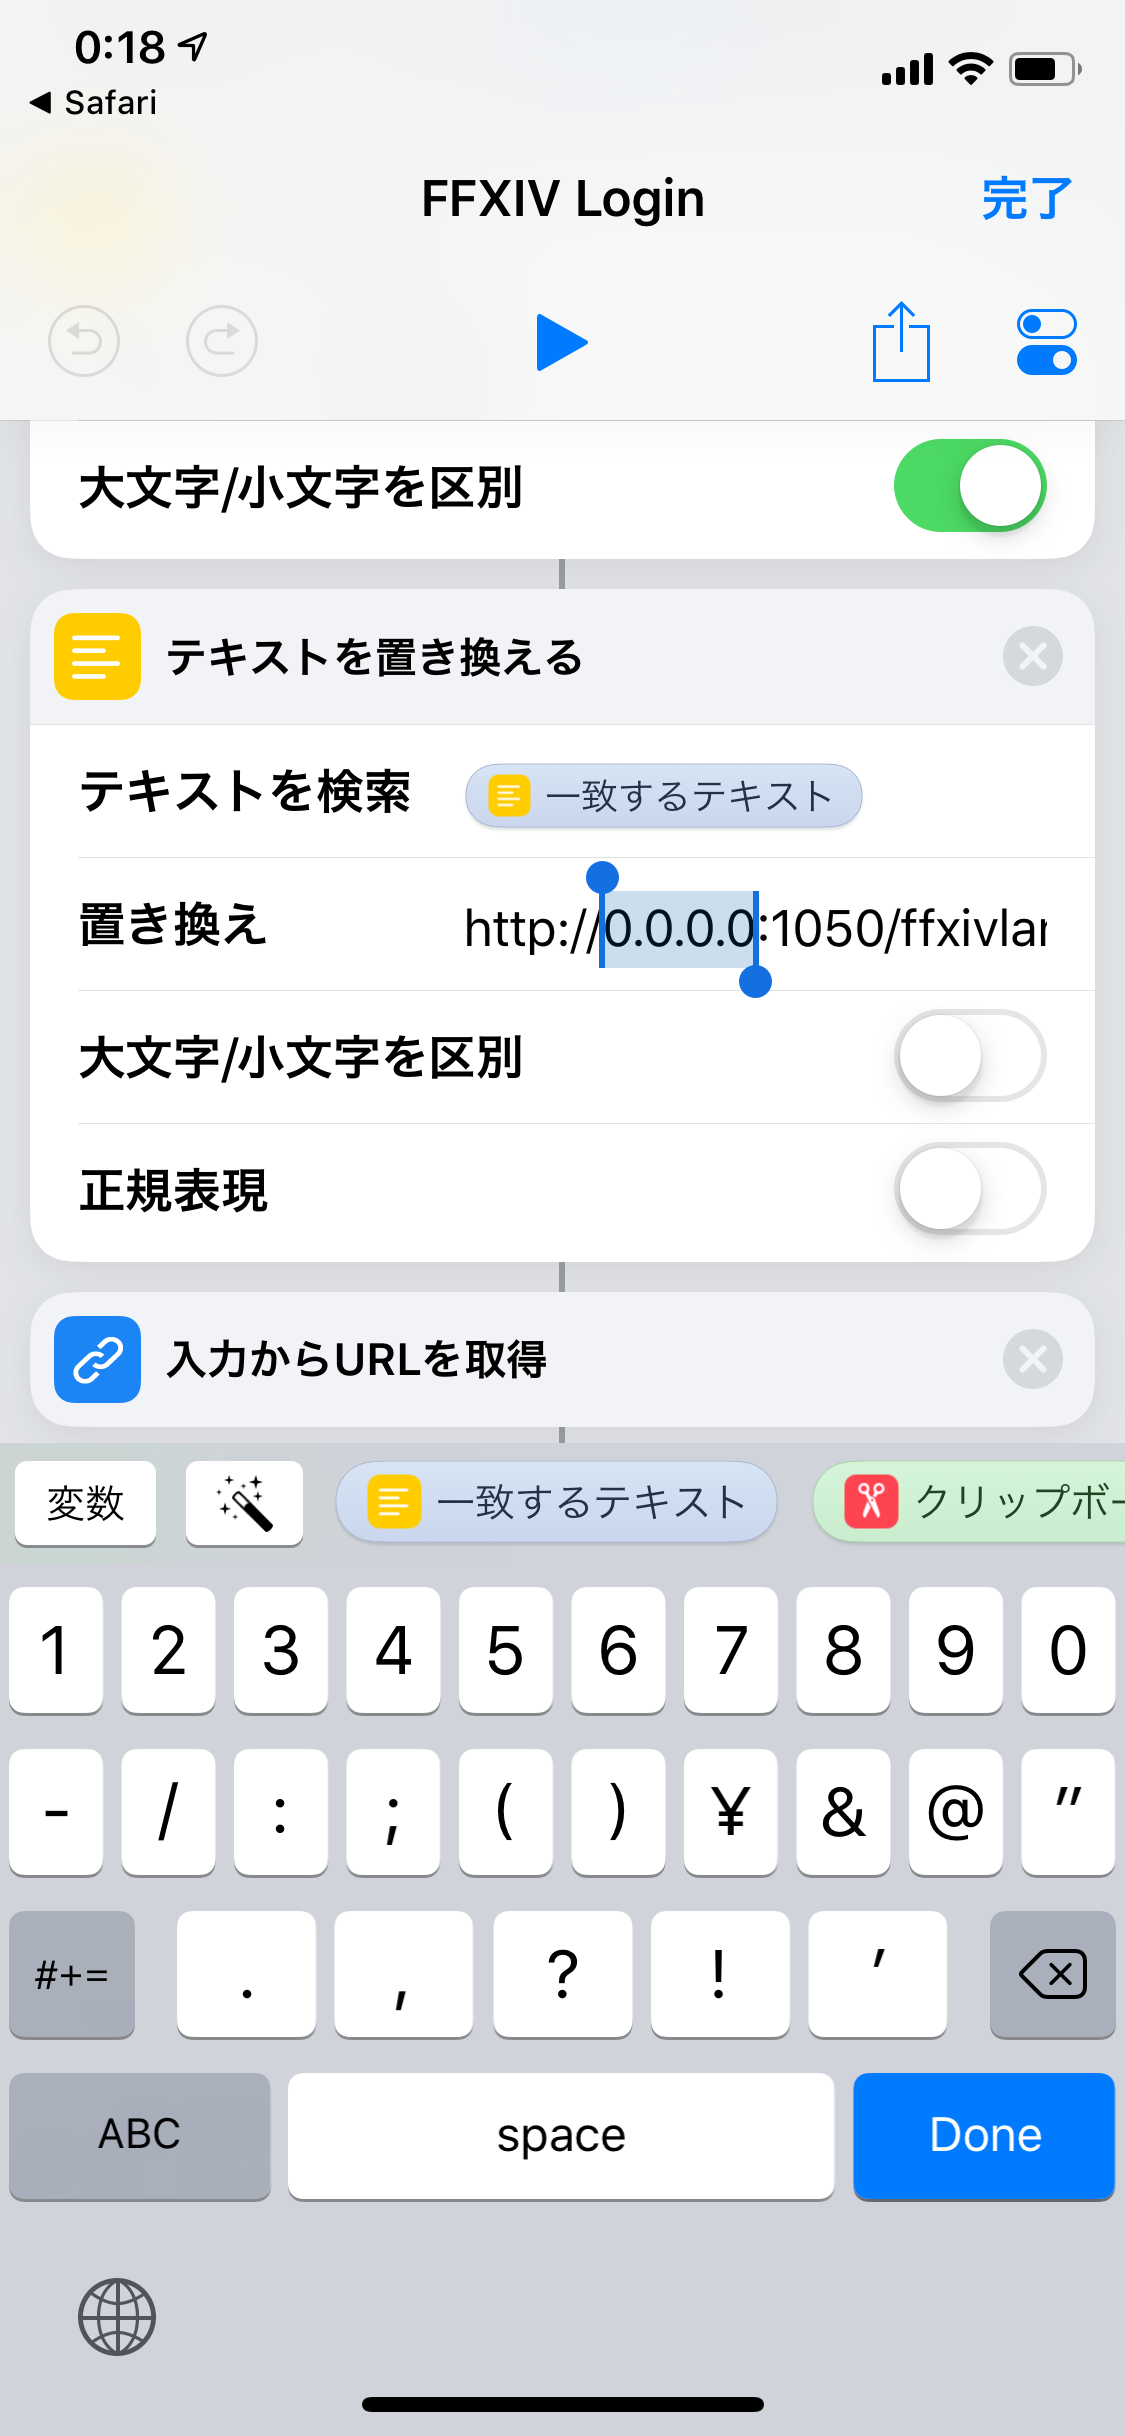 0:18
Safari
FFXIV Login
完了
大文字/小文字を区別
テキストを置き換える
テキストを検索 一致するテキスト
置き換え http://0.0.0.0:1050/ffxivlar
大文字/小文字を区別
正規表現
入力からURLを取得
変数 一致するテキスト クリップボー
1 2 3 4 5 6 7 8 9 0
- / : ; ( ) ¥ & @ "
#+= . , ? ! '
ABC space Done